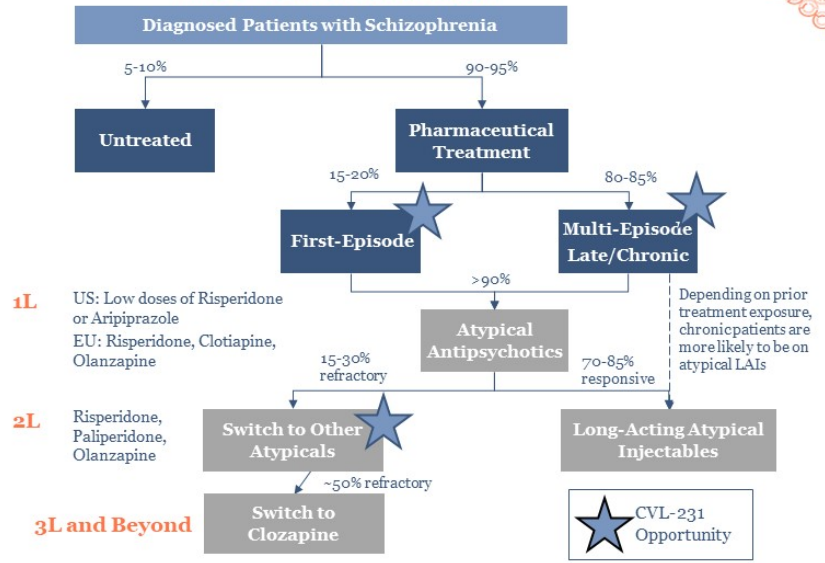 Diagnosed Patients with Schizophrenia
5-10%
90-95%
Untreated
Pharmaceutical
Treatment
15-20%
80-85%
First-Episode
Multi-Episode
Late/Chronic
>90%
1L
US: Low doses of Risperidone
or Aripiprazole
EU: Risperidone, Clotiapine,
Olanzapine
Atypical
Antipsychotics
Depending on prior
treatment exposure,
chronic patients are
more likely to be on
atypical LAIs
15-30%
refractory
70-85%
responsive
2L
Risperidone,
Paliperidone,
Olanzapine
Switch to Other
Atypicals
Long-Acting Atypical
Injectables
~50% refractory
3L and Beyond
Switch to
Clozapine
CVL-231
Opportunity